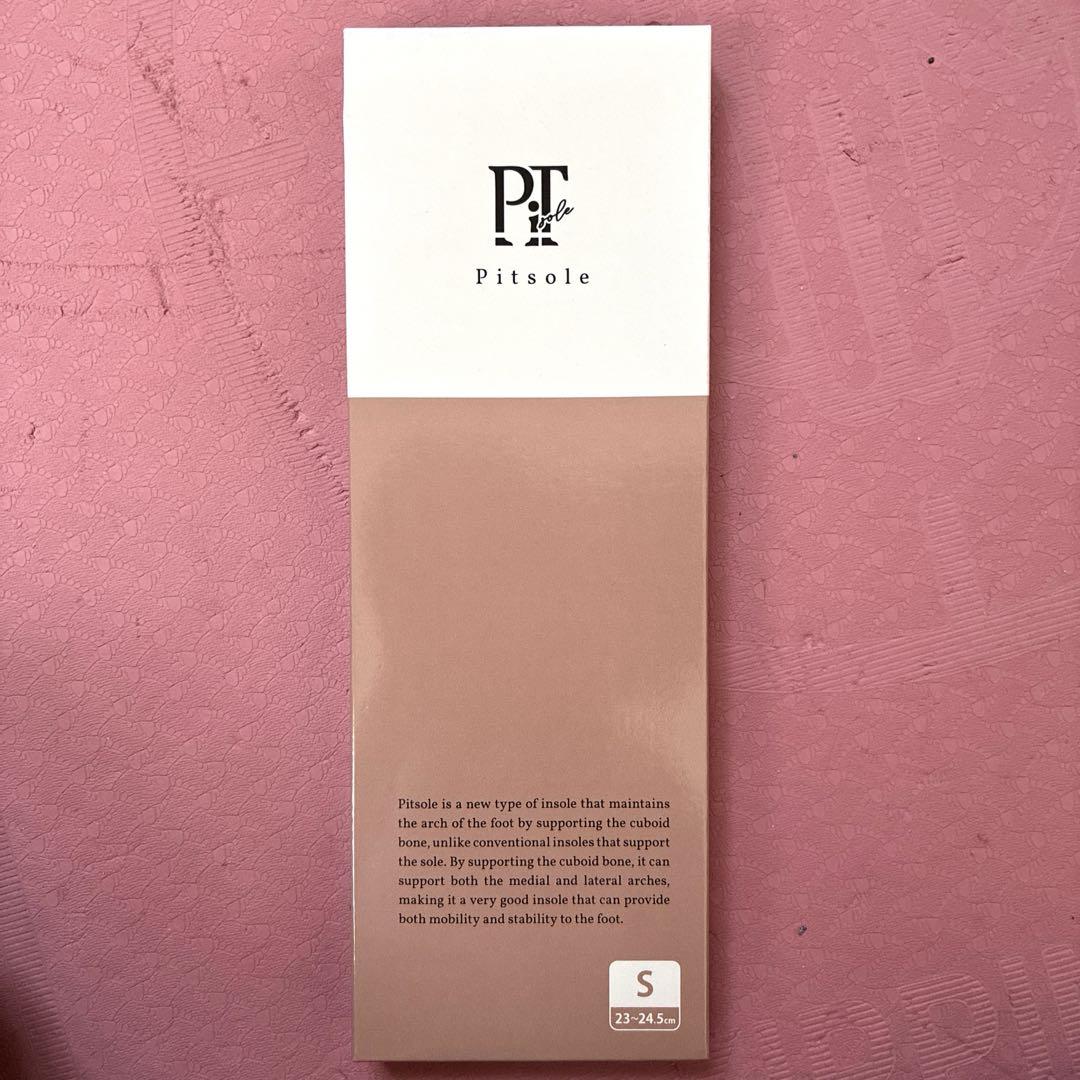 PiT
sole
Pitsole
Pitsole is a new type of insole that maintains
the arch of the foot by supporting the cuboid
bone, unlike conventional insoles that support
the sole. By supporting the cuboid bone, it can
support both the medial and lateral arches,
making it a very good insole that can provide
both mobility and stability to the foot.
S
23~24.5cm